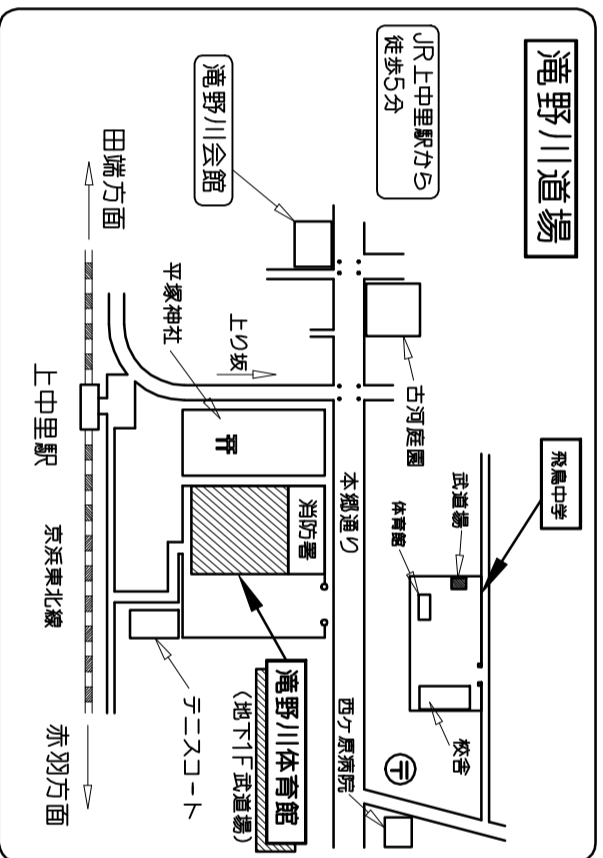 滝野川道場
JR上中里駅から
徒歩5分
滝野川会館
田端方面
平塚神社
上り坂
古河庭園
上中里駅
京浜東北線
本郷通り
消防署
飛鳥中学
武道場
体育館
校舎
滝野川体育館
(地下1F 武道場)
テニスコート
西ケ原病院
〒
赤羽方面